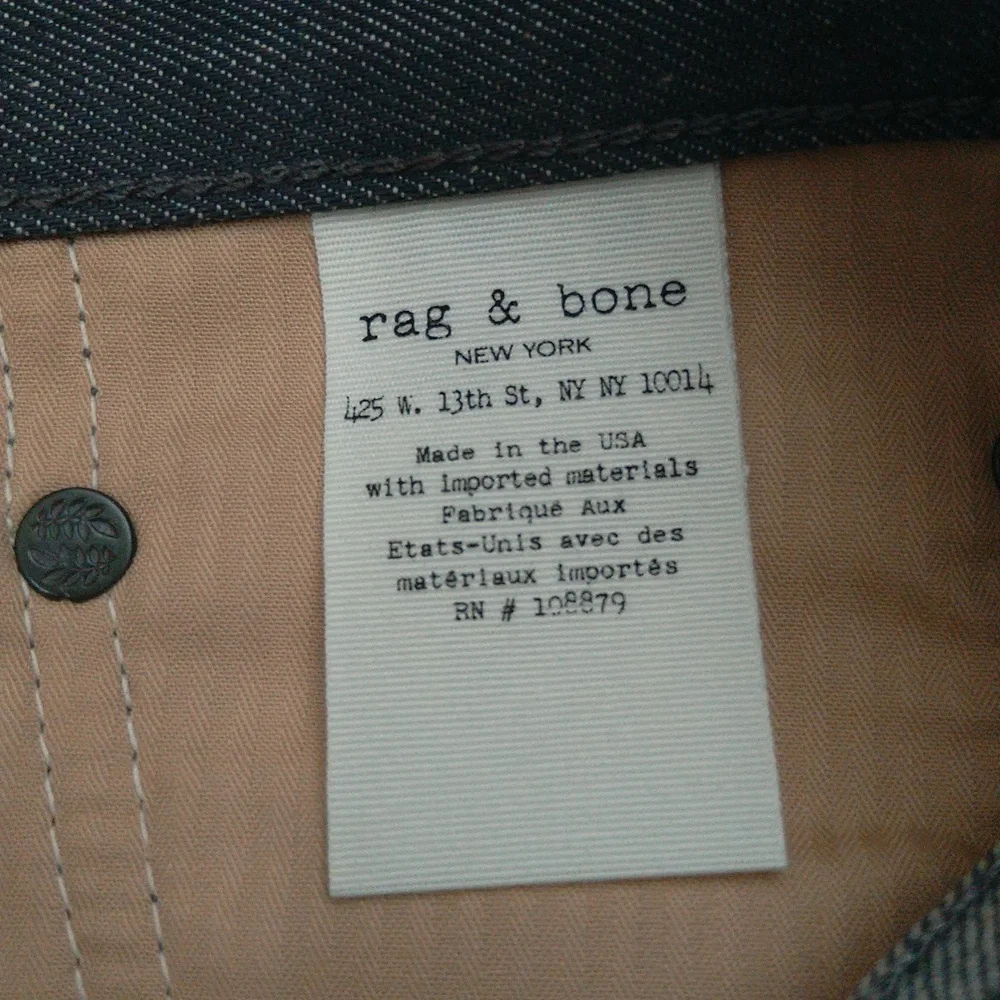 rag & bone
NEW YORK
425 W. 13th St, NY NY 10014
Made in the USA
with imported materials
Fabriqué Aux
Etats-Unis avec des
matériaux importés
RN # 108879